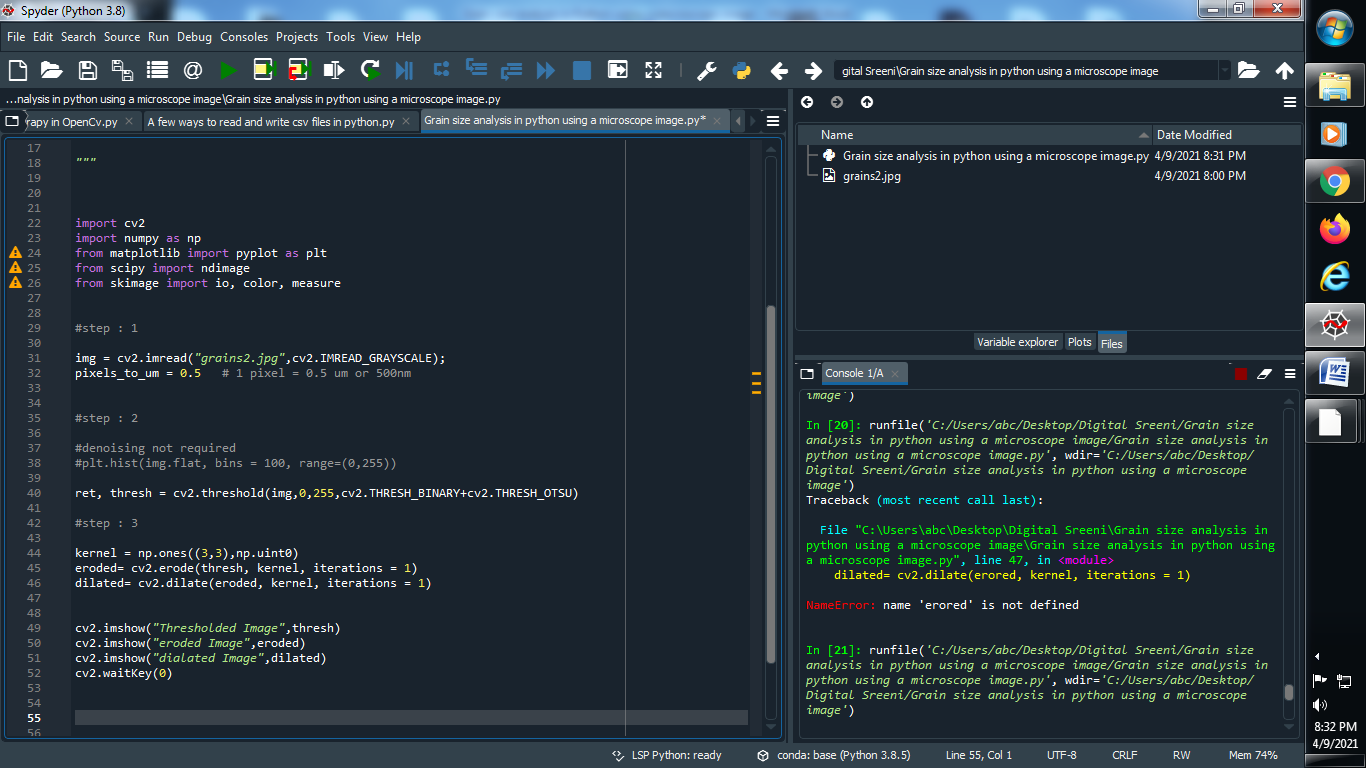 Spyder (Python 3.8)
File Edit Search Source Run Debug Consoles Projects Tools View Help
gital Sreeni\Grain size analysis in python using a microscope image
...nalysis in python using a microscope image\Grain size analysis in python using a microscope image.py
rapy in OpenCv.py
A few ways to read and write csv files in python.py
Grain size analysis in python using a microscope image.py*
17
18 """
19
20
21
22 import cv2
23 import numpy as np
24 from matplotlib import pyplot as plt
25 from scipy import ndimage
26 from skimage import io, color, measure
27
28
29 #step : 1
30
31 img = cv2.imread("grains2.jpg",cv2.IMREAD_GRAYSCALE);
32 pixels_to_um = 0.5 # 1 pixel = 0.5 um or 500nm
33
34
35 #step : 2
36
37 #denoising not required
38 #plt.hist(img.flat, bins = 100, range=(0,255))
39
40 ret, thresh = cv2.threshold(img,0,255,cv2.THRESH_BINARY+cv2.THRESH_OTSU)
41
42 #step : 3
43
44 kernel = np.ones((3,3),np.uint0)
45 eroded= cv2.erode(thresh, kernel, iterations = 1)
46 dilated= cv2.dilate(eroded, kernel, iterations = 1)
47
48
49 cv2.imshow("Thresholded Image",thresh)
50 cv2.imshow("eroded Image",eroded)
51 cv2.imshow("dialated Image",dilated)
52 cv2.waitKey(0)
53
54
55
56
Name Date Modified
Grain size analysis in python using a microscope image.py 4/9/2021 8:31 PM
grains2.jpg 4/9/2021 8:00 PM
Variable explorer Plots Files
Console 1/A
image')
In [20]: runfile('C:/Users/abc/Desktop/Digital Sreeni/Grain size
analysis in python using a microscope image/Grain size analysis in
python using a microscope image.py', wdir='C:/Users/abc/Desktop/
Digital Sreeni/Grain size analysis in python using a microscope
image')
Traceback (most recent call last):
File "C:\Users\abc\Desktop\Digital Sreeni\Grain size analysis in
python using a microscope image\Grain size analysis in python using
a microscope image.py", line 47, in <module>
dilated= cv2.dilate(erored, kernel, iterations = 1)
NameError: name 'erored' is not defined
In [21]: runfile('C:/Users/abc/Desktop/Digital Sreeni/Grain size
analysis in python using a microscope image/Grain size analysis in
python using a microscope image.py', wdir='C:/Users/abc/Desktop/
Digital Sreeni/Grain size analysis in python using a microscope
image')
LSP Python: ready
conda: base (Python 3.8.5)
Line 55, Col 1
UTF-8
CRLF
RW
Mem 74%
8:32 PM
4/9/2021